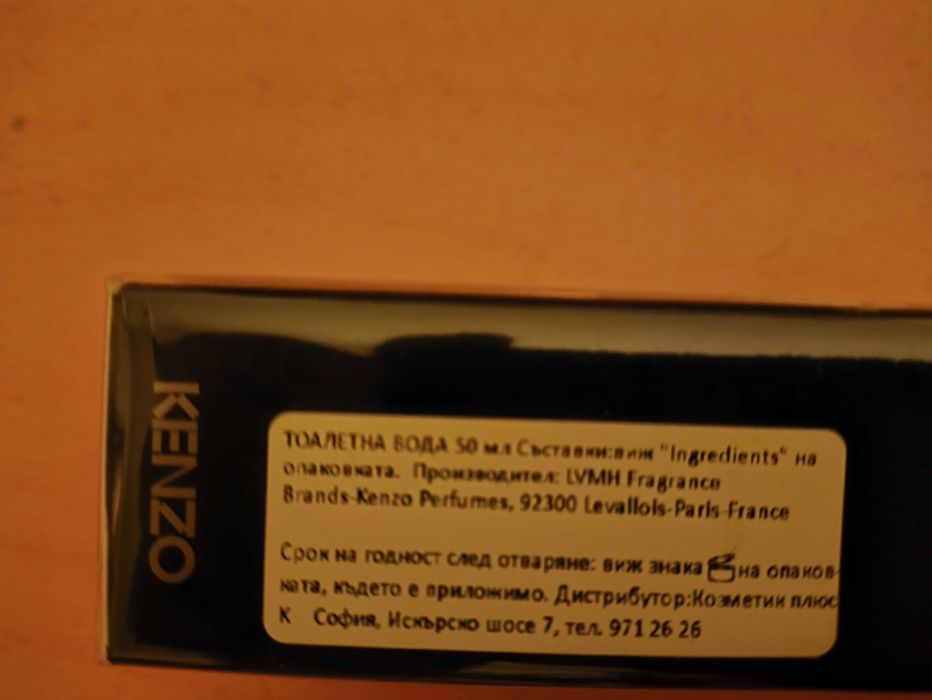 KENZO
ТОАЛЕТНА ВОДА 50 мл Съставки:виж "Ingredients" на
опаковката. Производител: LVMH Fragrance
Brands-Kenzo Perfumes, 92300 Levallois-Paris-France
Срок на годност след отваряне: виж знака на опаков-
ката, където е приложимо. Дистрибутор:Козметик плюс
К София, Искърско шосе 7, тел. 971 26 26